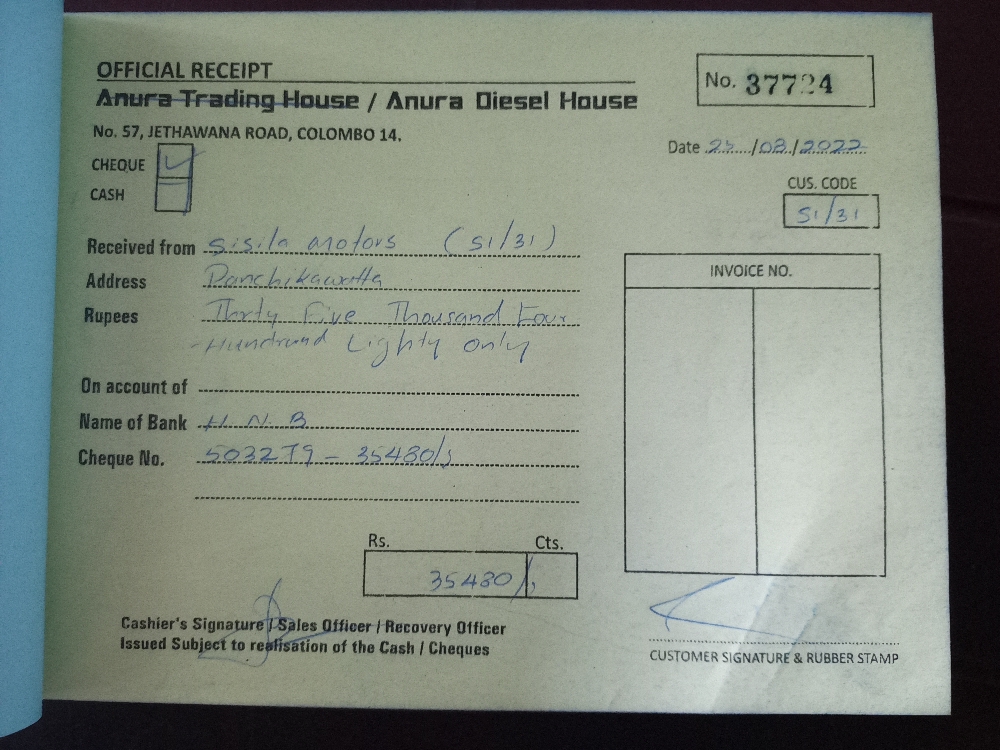 OFFICIAL RECEIPT
No. 37724
Anura Trading House / Anura Diesel House
No. 57, JETHAWANA ROAD, COLOMBO 14.
Date /08/2022
CHEQUE
CASH
CUS. CODE
S1/31
Received from Sisila Motors (S1/31)
Address Panchikawatta
Rupees Thirty Five Thousand Four
Hundrund Eighty only
On account of
Name of Bank H.N.B
Cheque No. 503279 - 35480/
INVOICE NO.
Rs. Cts.
35480/
Cashier's Signature / Sales Officer / Recovery Officer
Issued Subject to realisation of the Cash / Cheques
CUSTOMER SIGNATURE & RUBBER STAMP